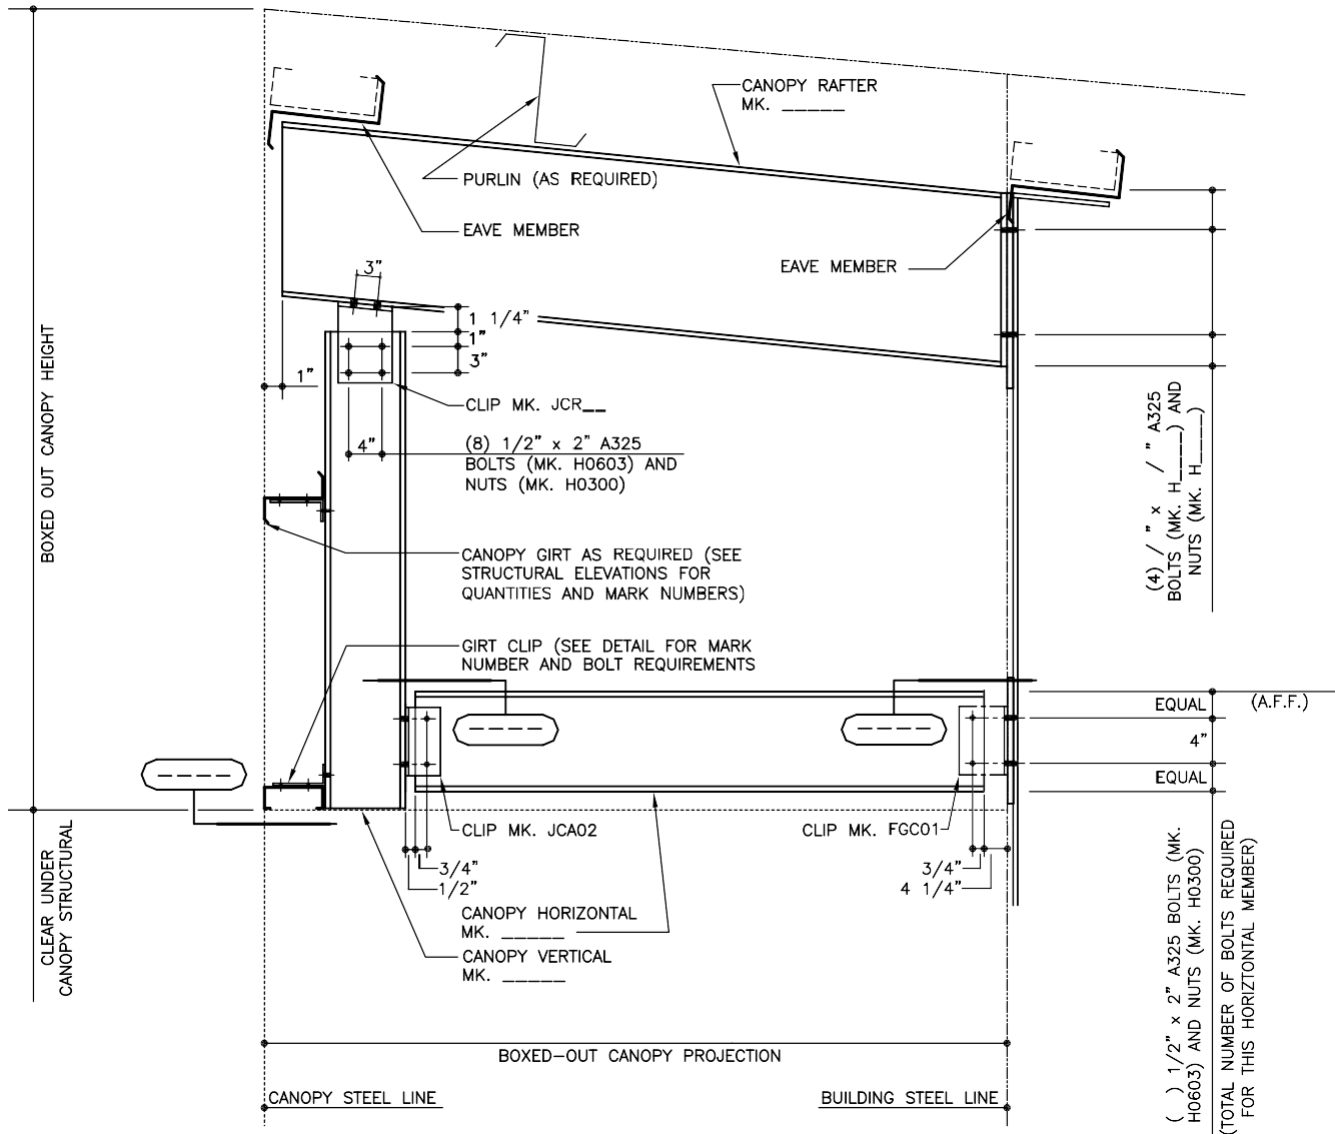 CANOPY RAFTER
MK. _____
PURLIN (AS REQUIRED)
EAVE MEMBER
EAVE MEMBER
3"
1 1/4"
1"
3"
1"
CLIP MK. JCR__
4"
(8) 1/2" x 2" A325
BOLTS (MK. H0603) AND
NUTS (MK. H0300)
BOXED OUT CANOPY HEIGHT
(4) / " x / " A325
BOLTS (MK. H____) AND
NUTS (MK. H____)
CANOPY GIRT AS REQUIRED (SEE
STRUCTURAL ELEVATIONS FOR
QUANTITIES AND MARK NUMBERS)
GIRT CLIP (SEE DETAIL FOR MARK
NUMBER AND BOLT REQUIREMENTS
EQUAL
(A.F.F.)
4"
EQUAL
_____
_____
_____
CLIP MK. JCA02
CLIP MK. FGC01
3/4"
1/2"
3/4"
4 1/4"
CLEAR UNDER
CANOPY STRUCTURAL
CANOPY HORIZONTAL
MK. _____
CANOPY VERTICAL
MK. _____
( ) 1/2" x 2" A325 BOLTS (MK.
H0603) AND NUTS (MK. H0300)
(TOTAL NUMBER OF BOLTS REQUIRED
FOR THIS HORIZTONTAL MEMBER)
BOXED-OUT CANOPY PROJECTION
CANOPY STEEL LINE
BUILDING STEEL LINE